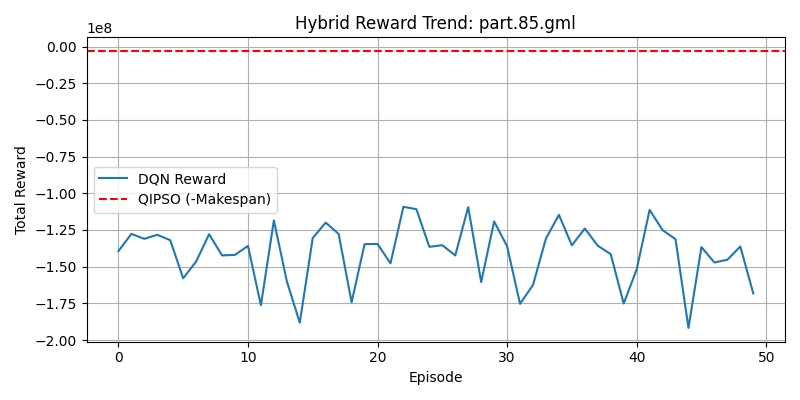 Hybrid Reward Trend: part.85.gml
1e8
0.00
−0.25
−0.50
−0.75
−1.00
−1.25
−1.50
−1.75
−2.00
Total Reward
DQN Reward
QIPSO (-Makespan)
0
10
20
30
40
50
Episode